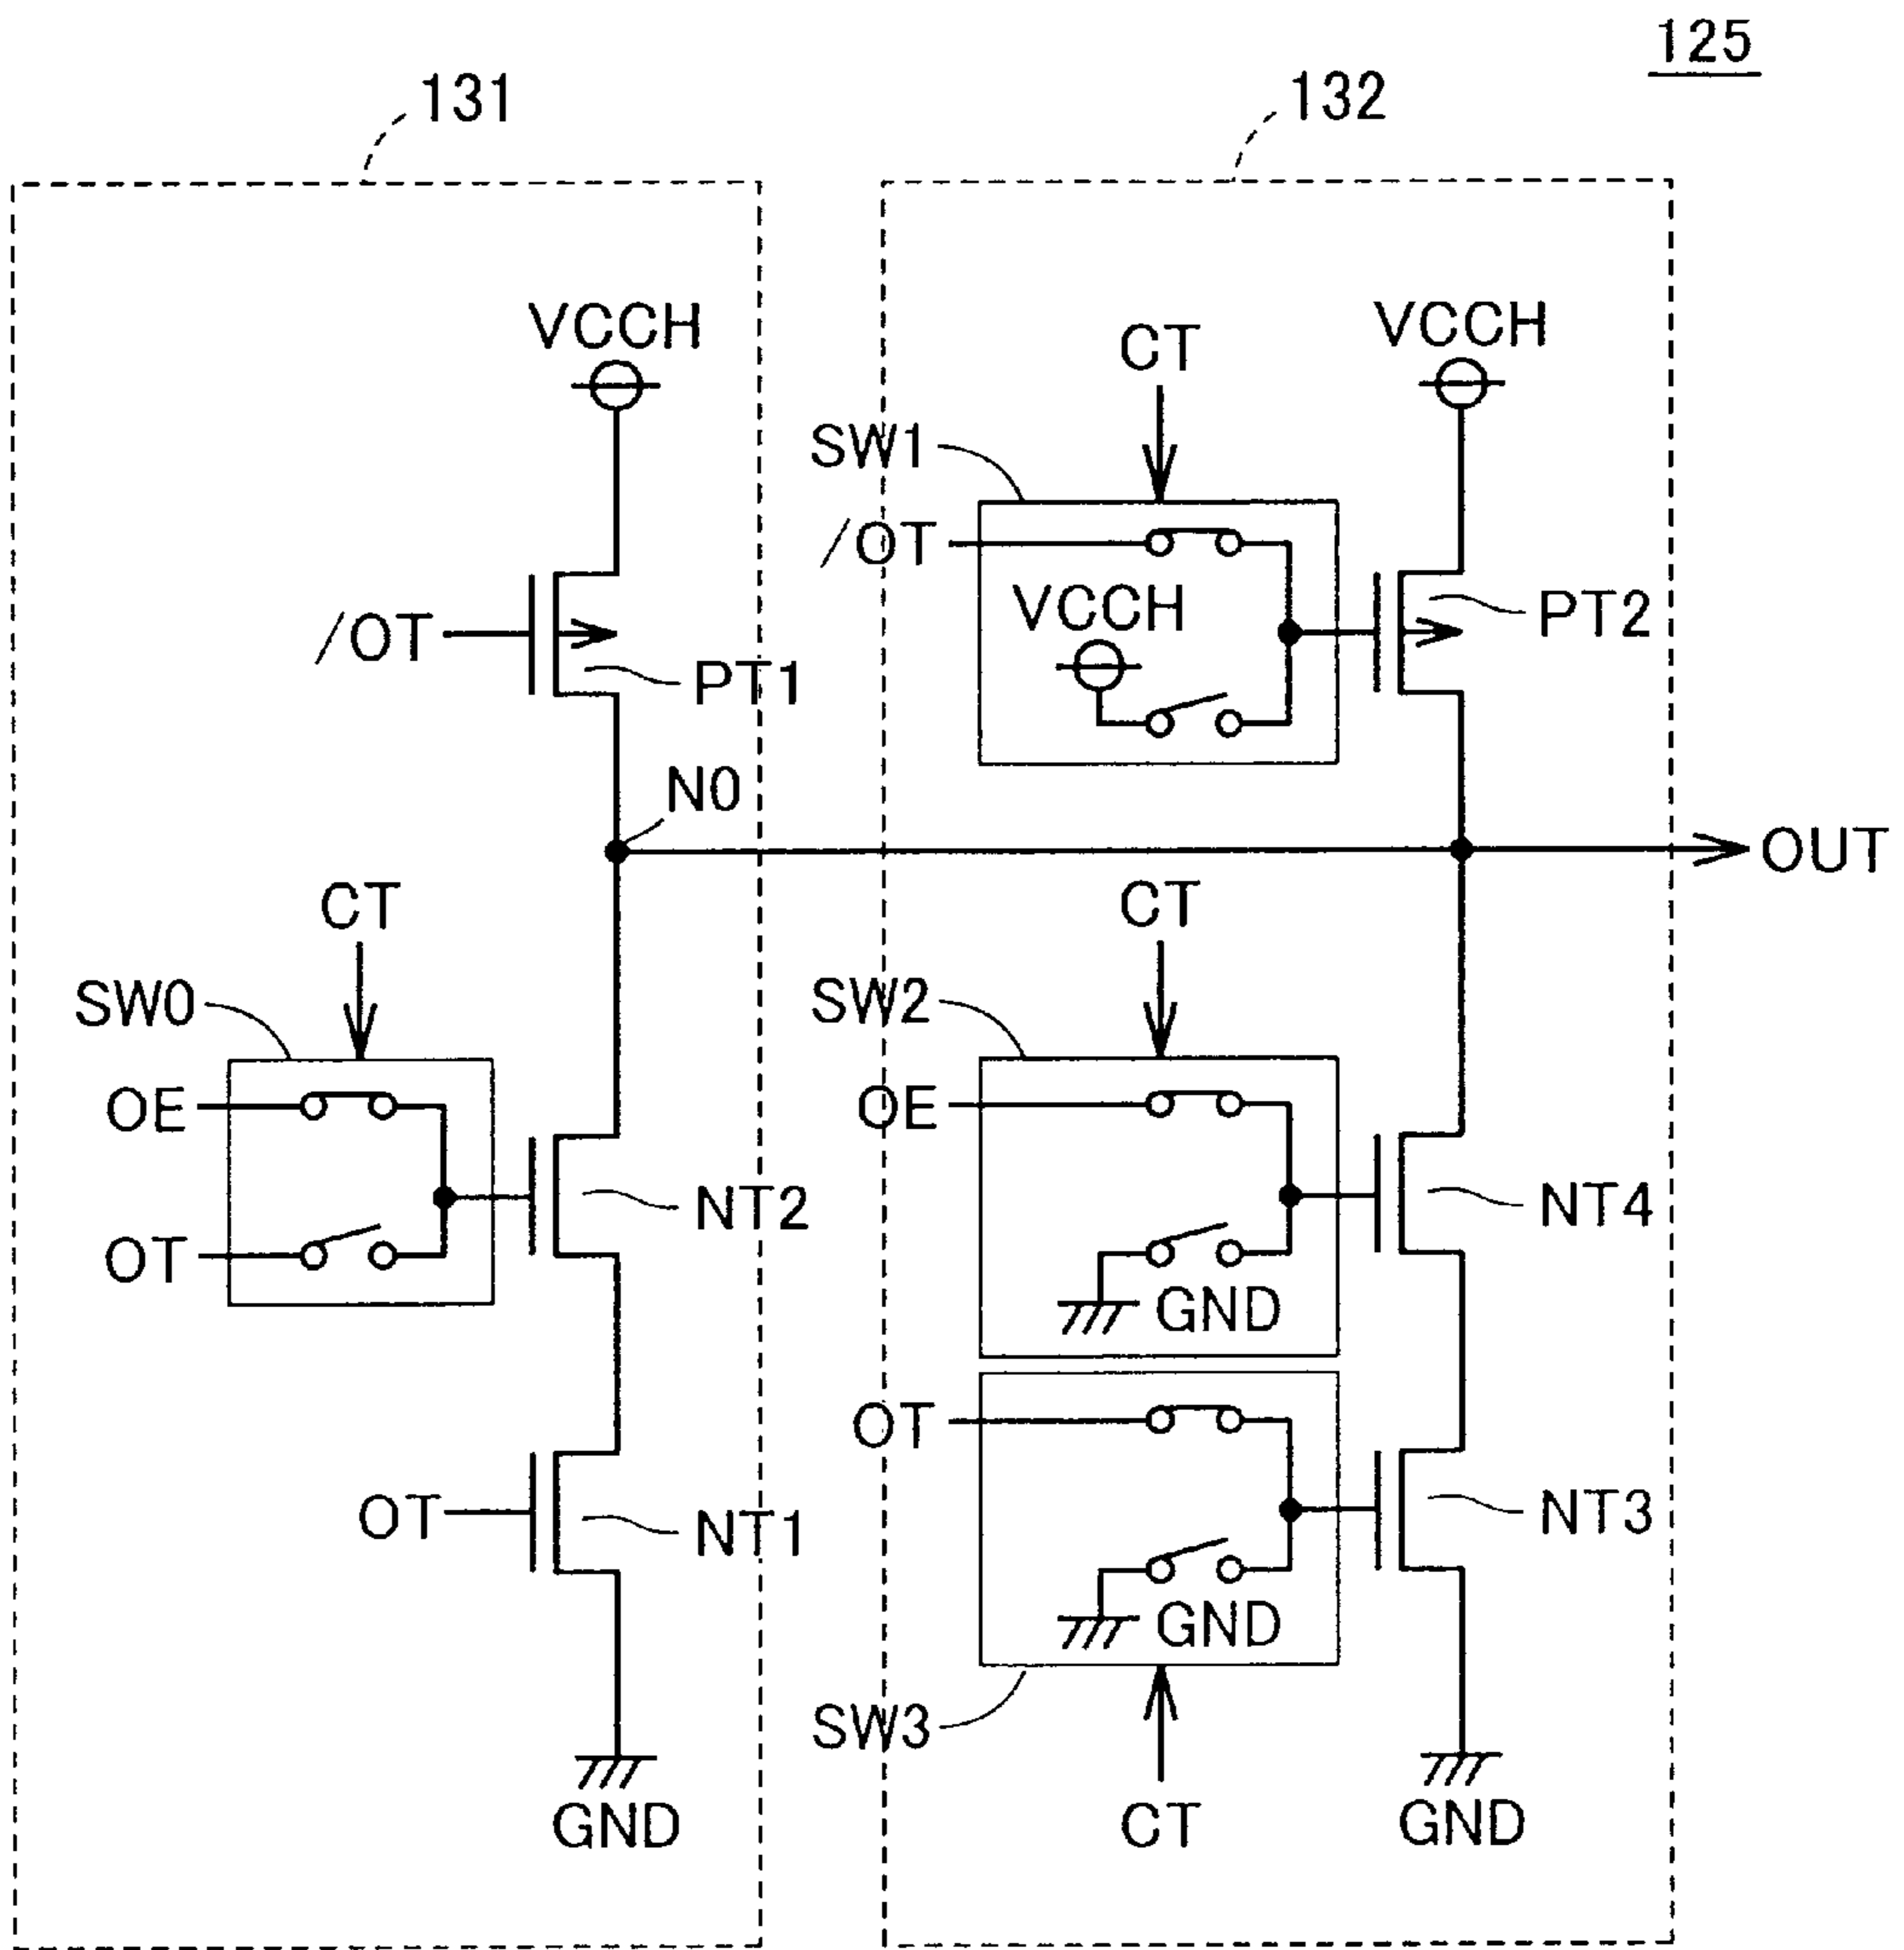 125
131
132
VCCH
VCCH
CT
SW1
/OT
VCCH
PT2
/OT
PT1
N0
OUT
CT
CT
SW0
SW2
OE
OE
NT2
NT4
OT
GND
OT
NT3
OT
NT1
GND
SW3
GND
CT
GND